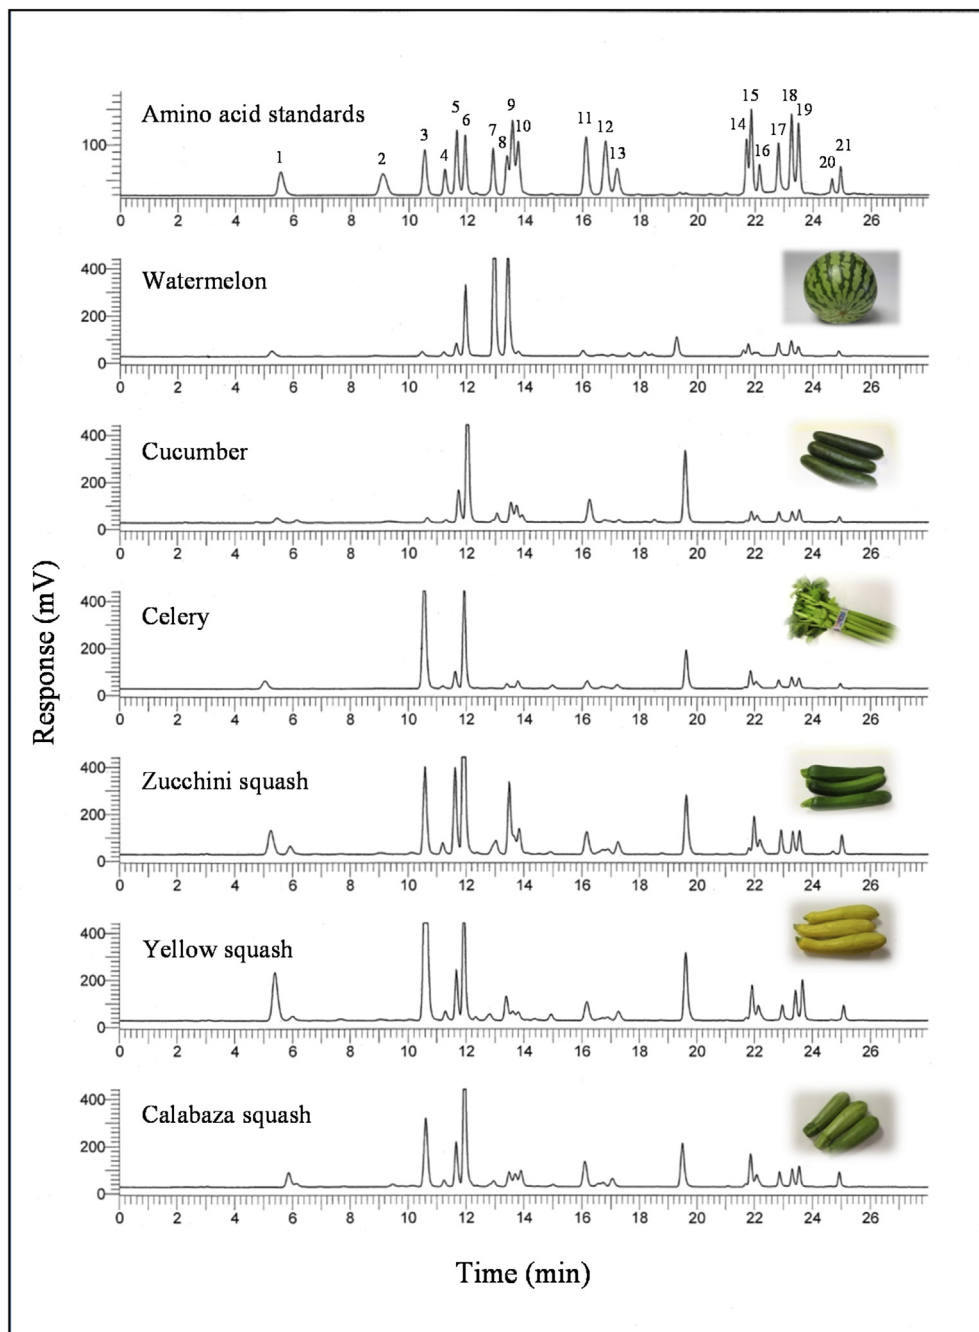 Amino acid standards
1 2 3 4 5 6 7 8 9 10 11 12 13 14 15 16 17 18 19 20 21
100
0 2 4 6 8 10 12 14 16 18 20 22 24 26
Watermelon
400
200
0
0 2 4 6 8 10 12 14 16 18 20 22 24 26
Cucumber
400
200
0
0 2 4 6 8 10 12 14 16 18 20 22 24 26
Celery
400
200
0
0 2 4 6 8 10 12 14 16 18 20 22 24 26
Zucchini squash
400
200
0
0 2 4 6 8 10 12 14 16 18 20 22 24 26
Yellow squash
400
200
0
0 2 4 6 8 10 12 14 16 18 20 22 24 26
Calabaza squash
400
200
0
0 2 4 6 8 10 12 14 16 18 20 22 24 26
Response (mV)
Time (min)